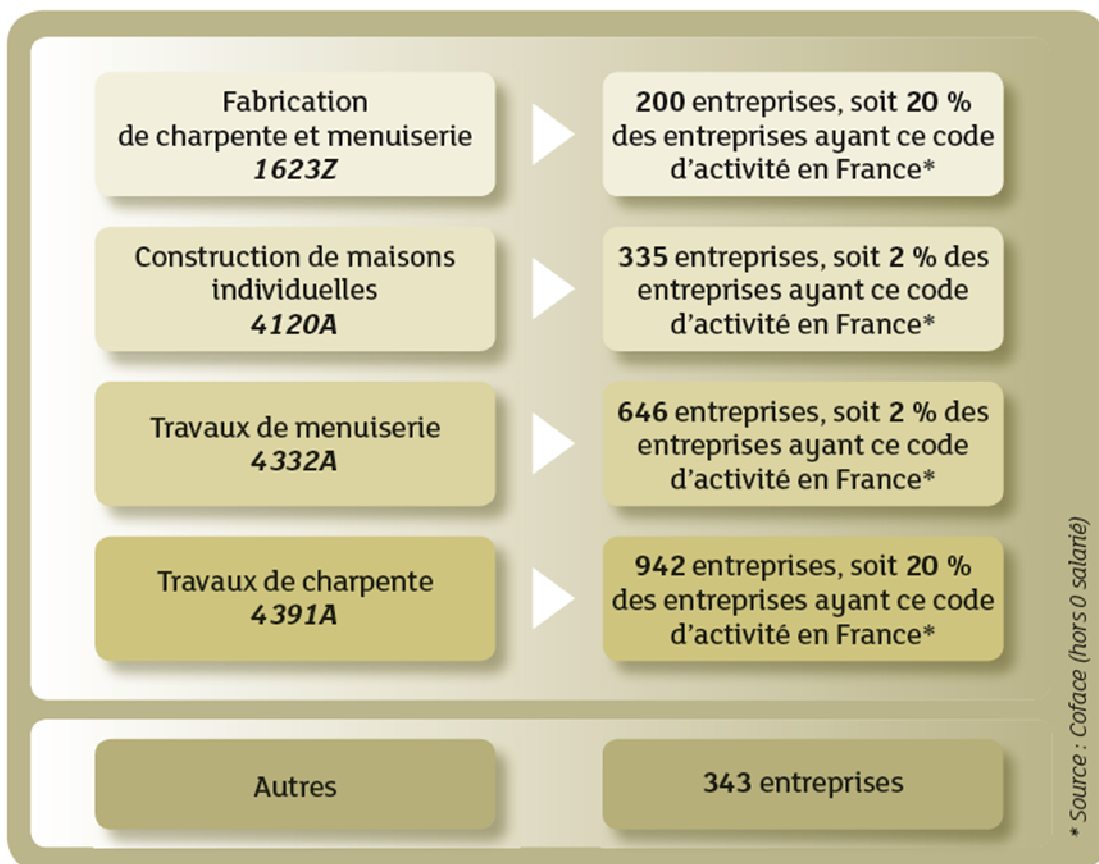 Fabrication
de charpente et menuiserie
1623Z
200 entreprises, soit 20 %
des entreprises ayant ce code
d'activité en France*
Construction de maisons
individuelles
4120A
335 entreprises, soit 2 % des
entreprises ayant ce code
d'activité en France*
Travaux de menuiserie
4332A
646 entreprises, soit 2 % des
entreprises ayant ce code
d'activité en France*
Travaux de charpente
4391A
942 entreprises, soit 20 %
des entreprises ayant ce code
d'activité en France*
Autres
343 entreprises
* Source : Coface (hors 0 salarié)